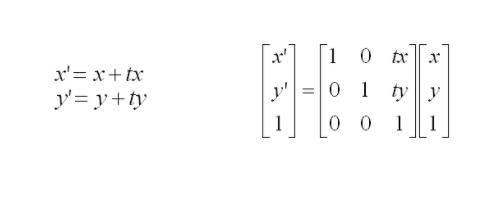 x'= x+tx
y'= y+ty
[x'] = [1 0 tx][x]
[y'] = [0 1 ty][y]
[1] = [0 0 1][1]